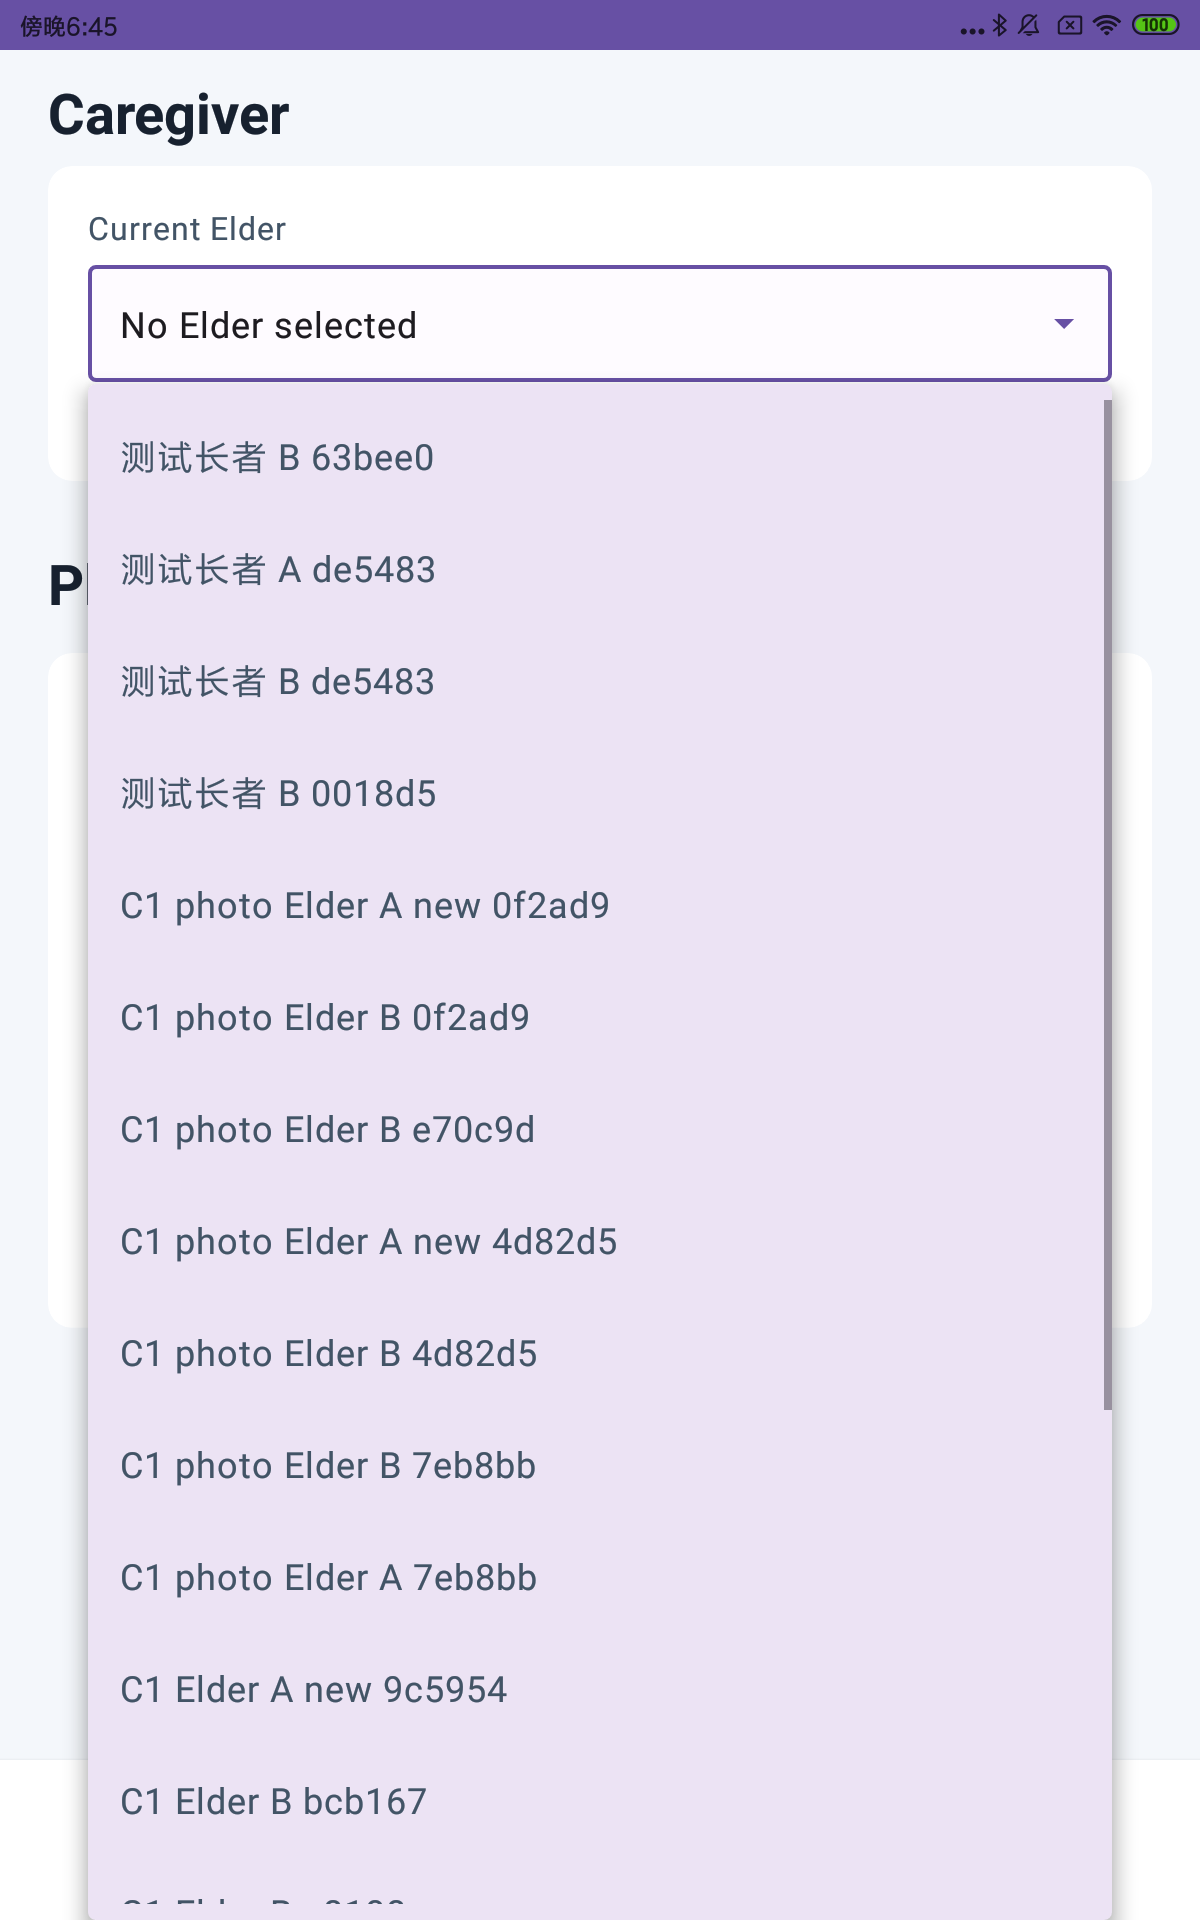 傍晚6:45
100
Caregiver
Current Elder
No Elder selected
测试长者 B 63bee0
测试长者 A de5483
测试长者 B de5483
测试长者 B 0018d5
C1 photo Elder A new 0f2ad9
C1 photo Elder B 0f2ad9
C1 photo Elder B e70c9d
C1 photo Elder A new 4d82d5
C1 photo Elder B 4d82d5
C1 photo Elder B 7eb8bb
C1 photo Elder A 7eb8bb
C1 Elder A new 9c5954
C1 Elder B bcb167
C1 Elder B